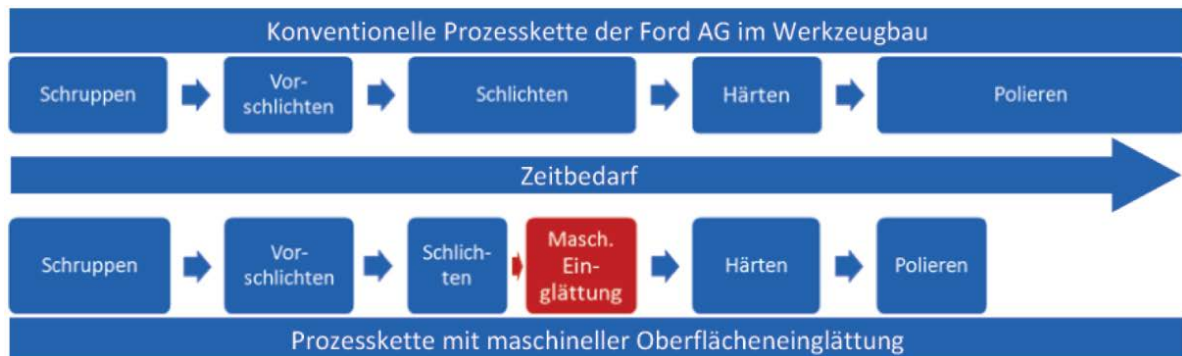 Konventionelle Prozesskette der Ford AG im Werkzeugbau
Schruppen
Vor-
schlichten
Schlichten
Härten
Polieren
Zeitbedarf
Schruppen
Vor-
schlichten
Schlich-
ten
Masch.
Ein-
glättung
Härten
Polieren
Prozesskette mit maschineller Oberflächeneinglättung